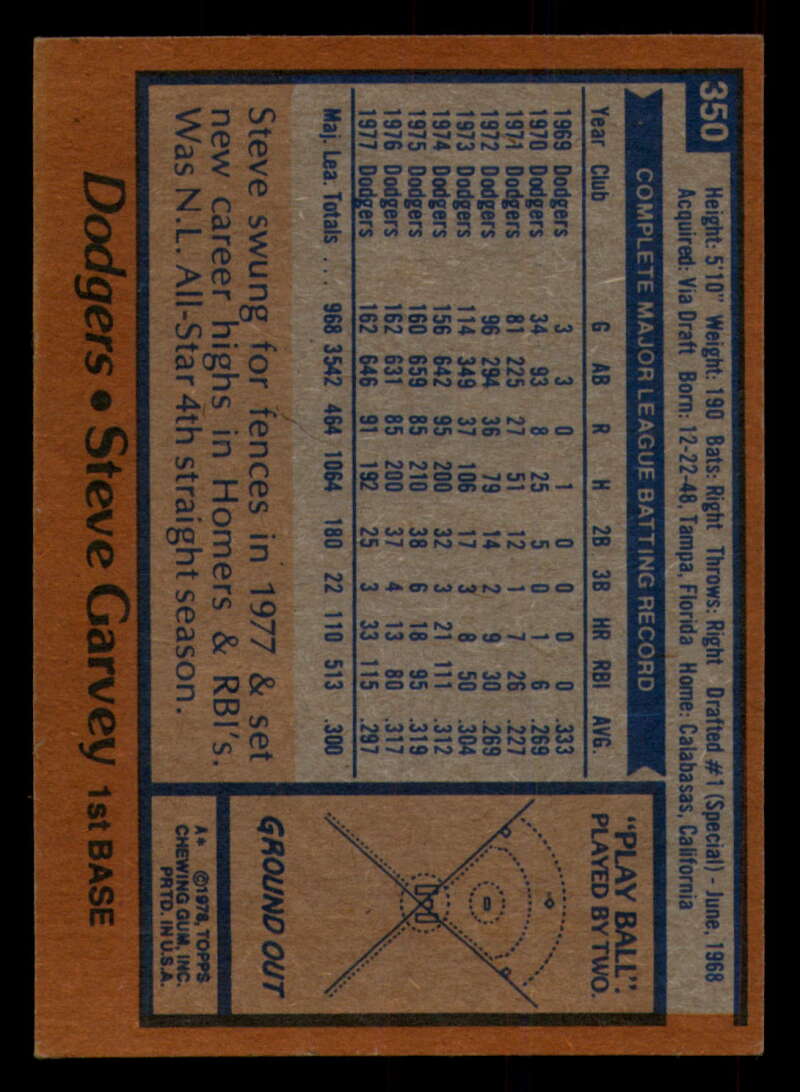 350
Height: 5'10" Weight: 190 Bats: Right Throws: Right Drafted #1 (Special) - June, 1968
Acquired: Via Draft Born: 12-22-48, Tampa, Florida Home: Calabasas, California
COMPLETE MAJOR LEAGUE BATTING RECORD
Year Club G AB R H 2B 3B HR RBI AVG.
1969 Dodgers 3 3 0 1 0 0 0 0 .333
1970 Dodgers 34 93 8 25 5 0 1 6 .269
1971 Dodgers 81 225 27 51 12 1 7 26 .227
1972 Dodgers 96 294 36 79 14 2 9 30 .269
1973 Dodgers 114 349 37 106 17 3 8 50 .304
1974 Dodgers 156 642 95 200 32 3 21 111 .312
1975 Dodgers 160 659 85 210 38 6 18 95 .319
1976 Dodgers 162 631 85 200 37 4 13 80 .317
1977 Dodgers 162 646 91 192 25 3 33 115 .297
Maj. Lea. Totals .... 968 3542 464 1064 180 22 110 513 .300
Steve swung for fences in 1977 & set
new career highs in Homers & RBI's.
Was N.L. All-Star 4th straight season.
"PLAY BALL":
PLAYED BY TWO.
GROUND OUT
A* ©1978, TOPPS
CHEWING GUM, INC.
PRTD. IN U.S.A.
Dodgers • Steve Garvey 1st BASE